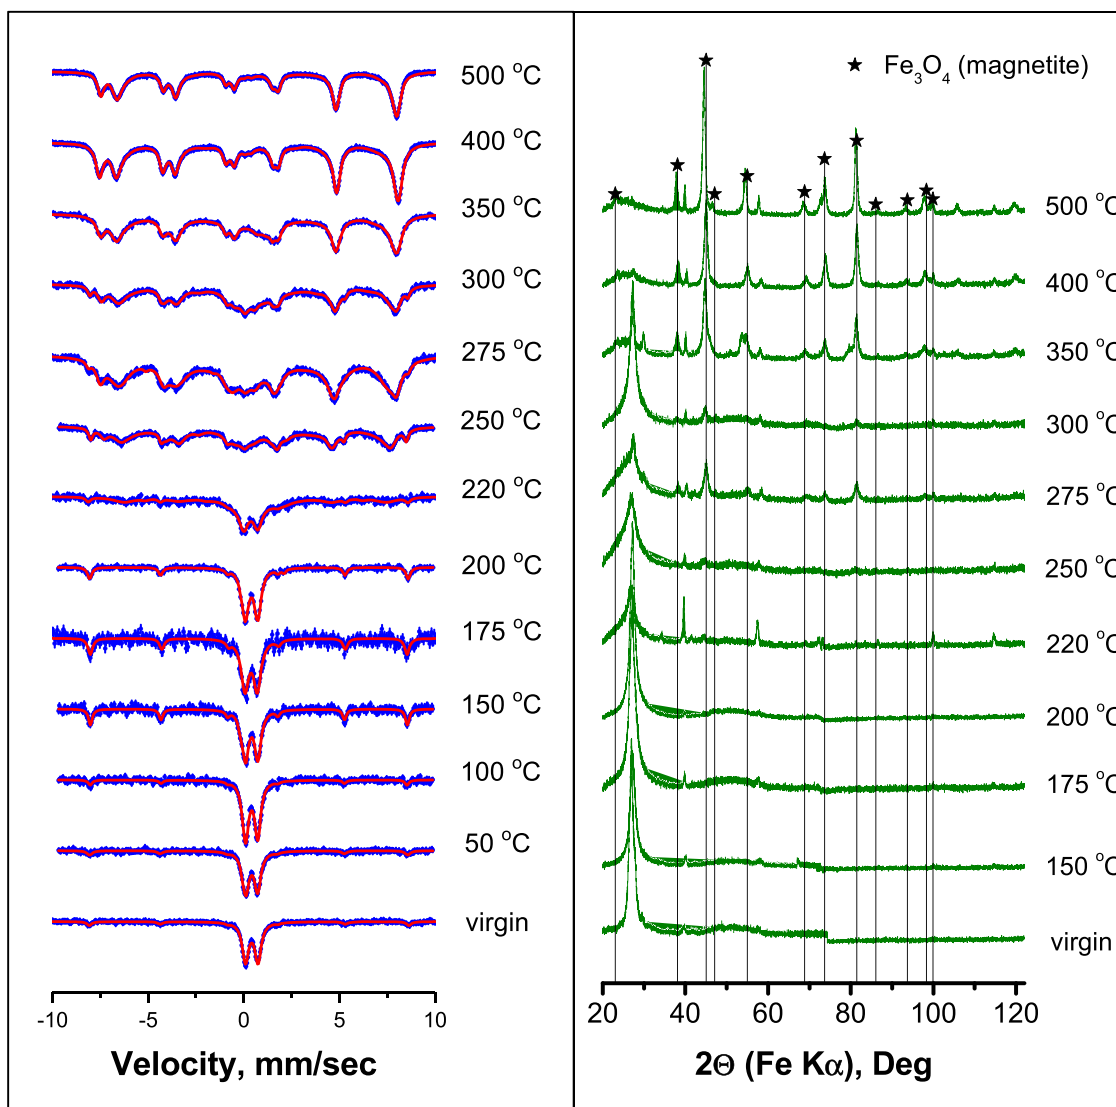 500 °C
400 °C
350 °C
300 °C
275 °C
250 °C
220 °C
200 °C
175 °C
150 °C
100 °C
50 °C
virgin
-10 -5 0 5 10
Velocity, mm/sec
★ Fe₃O₄ (magnetite)
500 °C
400 °C
350 °C
300 °C
275 °C
250 °C
220 °C
200 °C
175 °C
150 °C
virgin
20 40 60 80 100 120
2Θ (Fe Kα), Deg